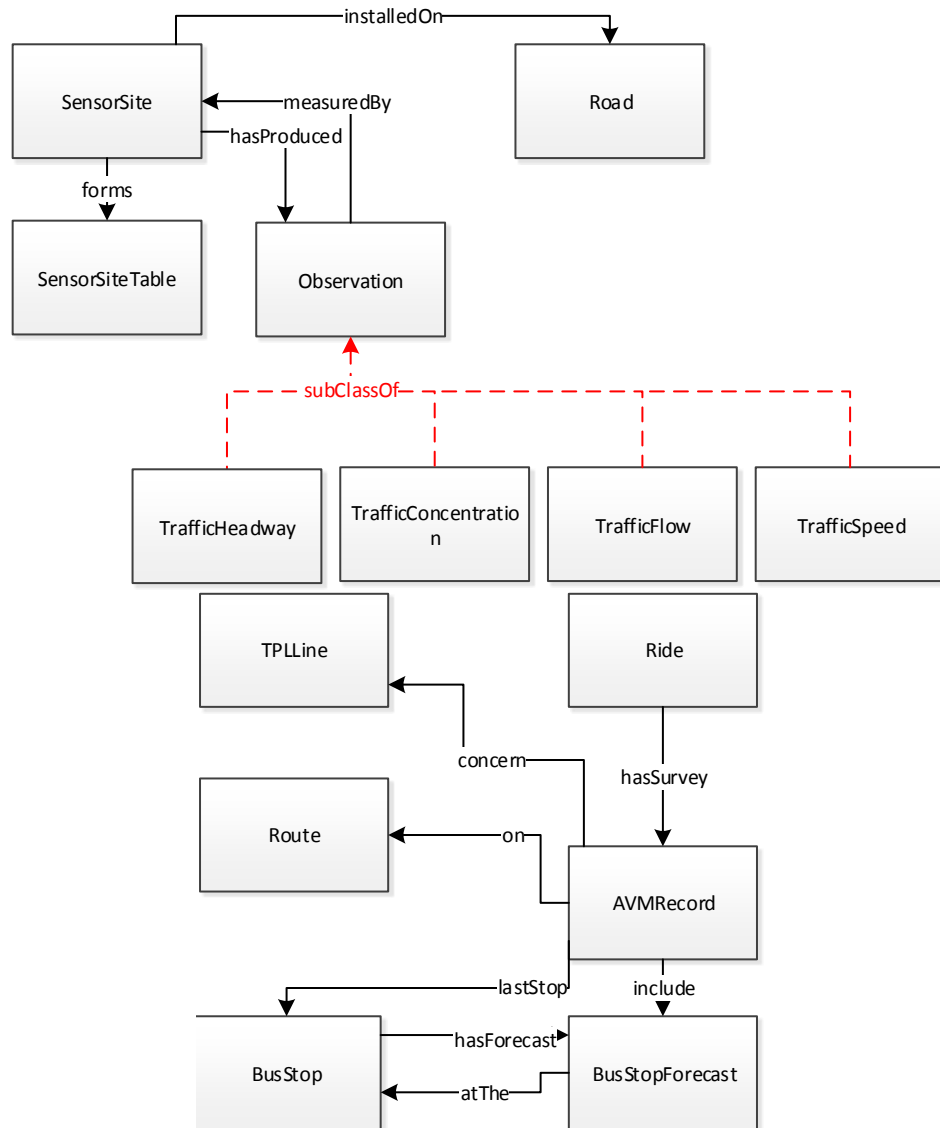 installedOn
SensorSite
measuredBy
Road
hasProduced
forms
SensorSiteTable
Observation
subClassOf
TrafficHeadway
TrafficConcentratio
n
TrafficFlow
TrafficSpeed
TPLLine
Ride
concern
hasSurvey
Route
on
AVMRecord
lastStop
include
BusStop
hasForecast
BusStopForecast
atThe